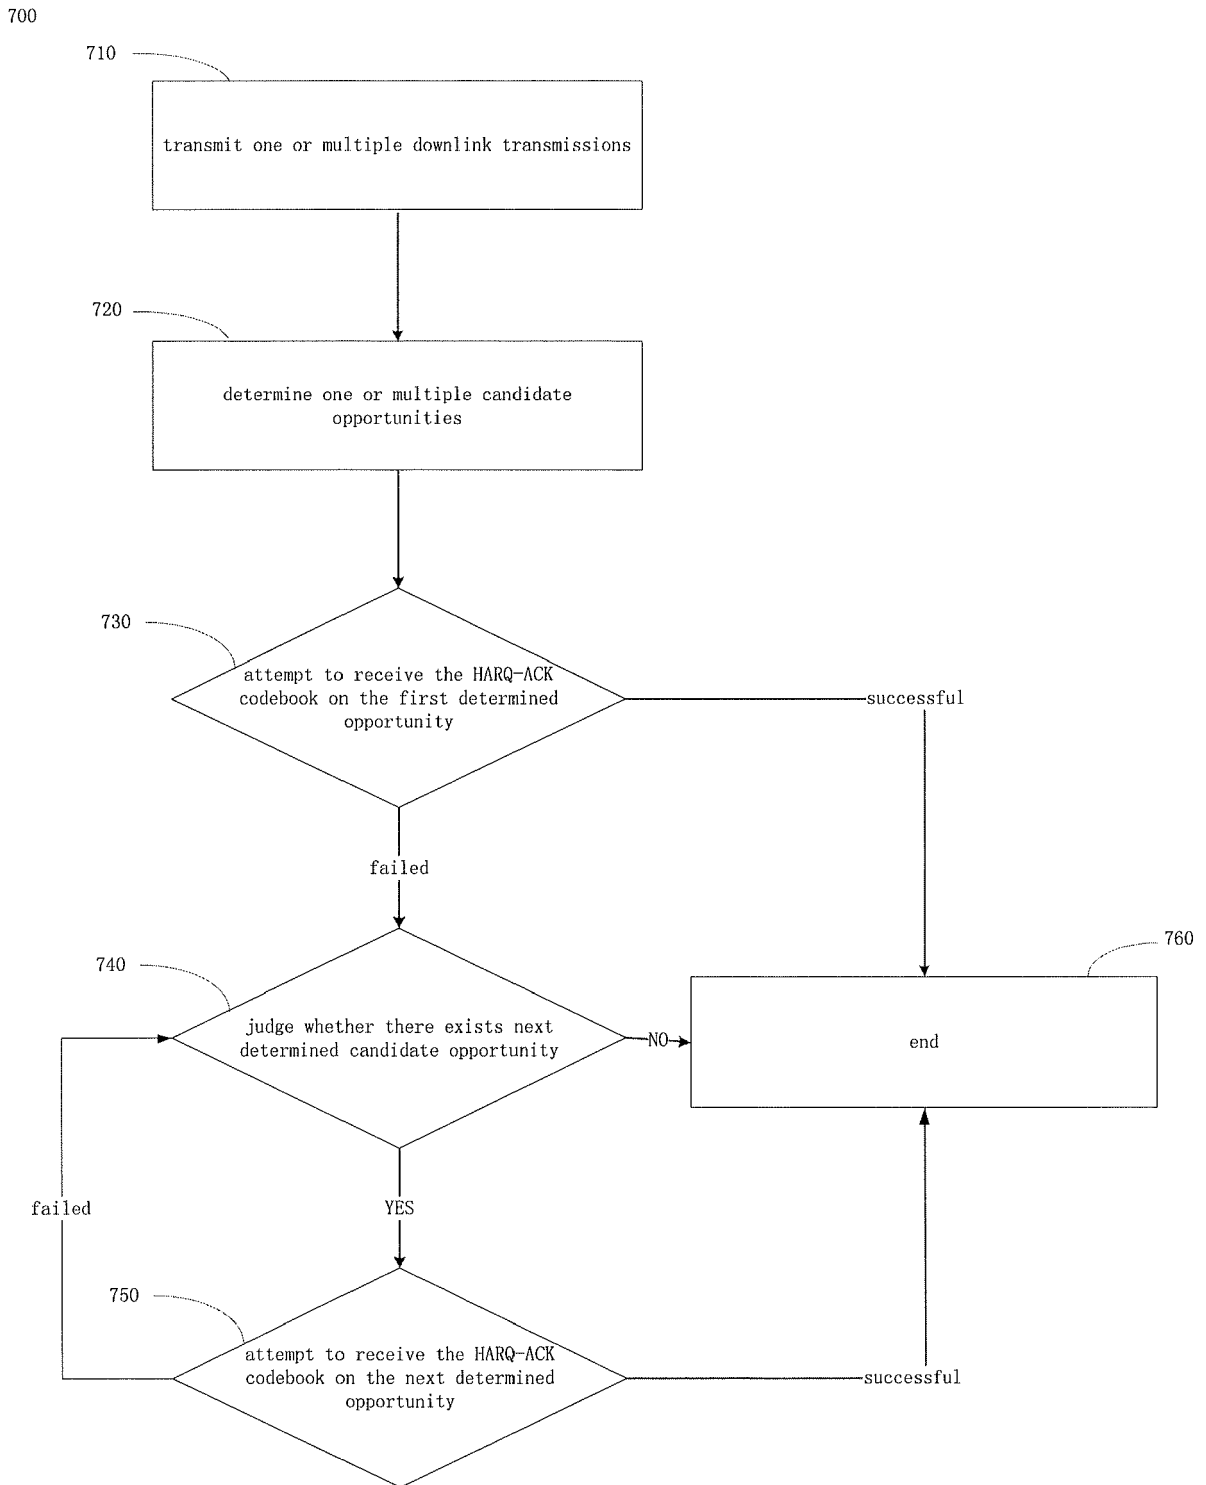 700
710
transmit one or multiple downlink transmissions
720
determine one or multiple candidate
opportunities
730
attempt to receive the HARQ-ACK
codebook on the first determined
opportunity
successful
failed
740
judge whether there exists next
determined candidate opportunity
NO
760
end
failed
YES
750
attempt to receive the HARQ-ACK
codebook on the next determined
opportunity
successful